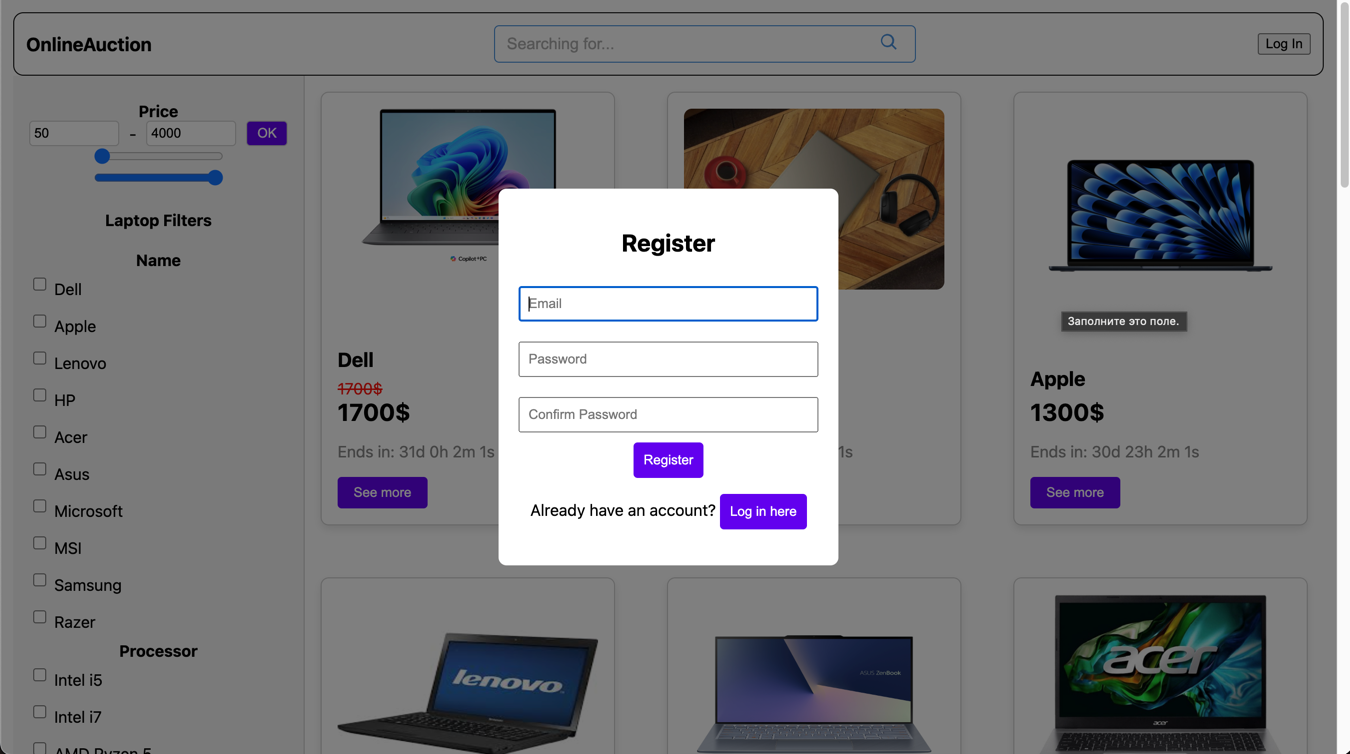 OnlineAuction
Searching for...
Log In
Price
50 - 4000 OK
Laptop Filters
Name
Dell
Apple
Lenovo
HP
Acer
Asus
Microsoft
MSI
Samsung
Razer
Processor
Intel i5
Intel i7
AMD Ryzen 5
Copilot+PC
Dell
1700$
1700$
Ends in: 31d 0h 2m 1s
See more
1s
Заполните это поле.
Apple
1300$
Ends in: 30d 23h 2m 1s
See more
Register
Email
Password
Confirm Password
Register
Already have an account? Log in here
lenovo
ASUS ZenBook
acer
acer